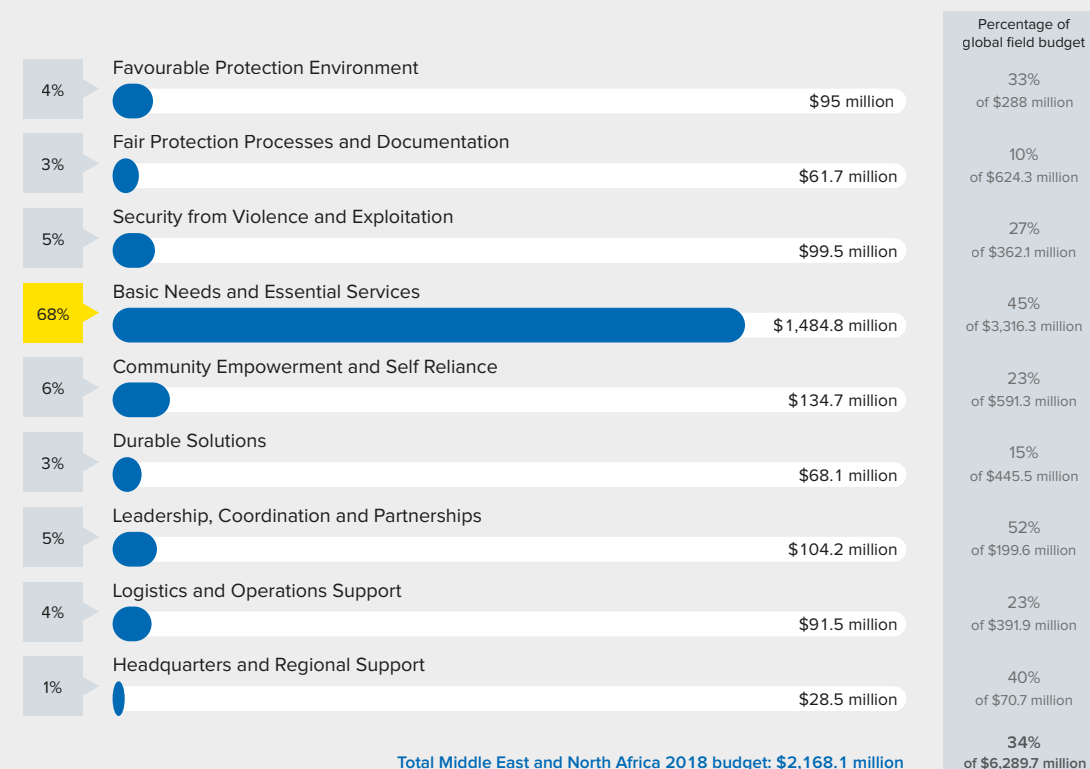 Percentage of
global field budget
Favourable Protection Environment
4%
$95 million
33%
of $288 million
Fair Protection Processes and Documentation
3%
$61.7 million
10%
of $624.3 million
Security from Violence and Exploitation
5%
$99.5 million
27%
of $362.1 million
Basic Needs and Essential Services
68%
$1,484.8 million
45%
of $3,316.3 million
Community Empowerment and Self Reliance
6%
$134.7 million
23%
of $591.3 million
Durable Solutions
3%
$68.1 million
15%
of $445.5 million
Leadership, Coordination and Partnerships
5%
$104.2 million
52%
of $199.6 million
Logistics and Operations Support
4%
$91.5 million
23%
of $391.9 million
Headquarters and Regional Support
1%
$28.5 million
40%
of $70.7 million
Total Middle East and North Africa 2018 budget: $2,168.1 million
34%
of $6,289.7 million